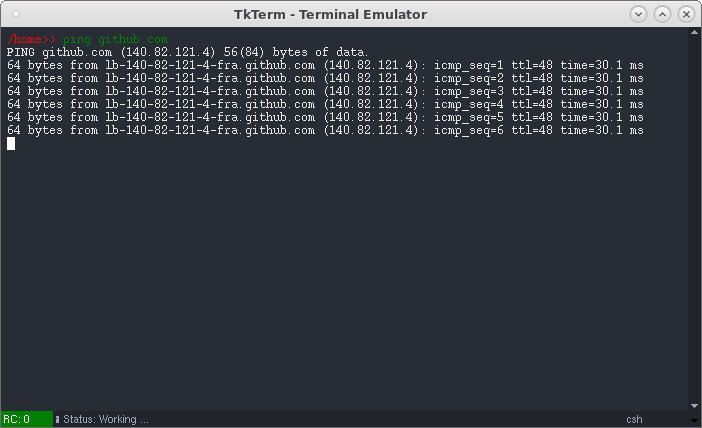 TkTerm - Terminal Emulator
/home>> ping github.com
PING github.com (140.82.121.4) 56(84) bytes of data.
64 bytes from lb-140-82-121-4-fra.github.com (140.82.121.4): icmp_seq=1 ttl=48 time=30.1 ms
64 bytes from lb-140-82-121-4-fra.github.com (140.82.121.4): icmp_seq=2 ttl=48 time=30.1 ms
64 bytes from lb-140-82-121-4-fra.github.com (140.82.121.4): icmp_seq=3 ttl=48 time=30.1 ms
64 bytes from lb-140-82-121-4-fra.github.com (140.82.121.4): icmp_seq=4 ttl=48 time=30.1 ms
64 bytes from lb-140-82-121-4-fra.github.com (140.82.121.4): icmp_seq=5 ttl=48 time=30.1 ms
64 bytes from lb-140-82-121-4-fra.github.com (140.82.121.4): icmp_seq=6 ttl=48 time=30.1 ms
RC: 0 Status: Working ... csh